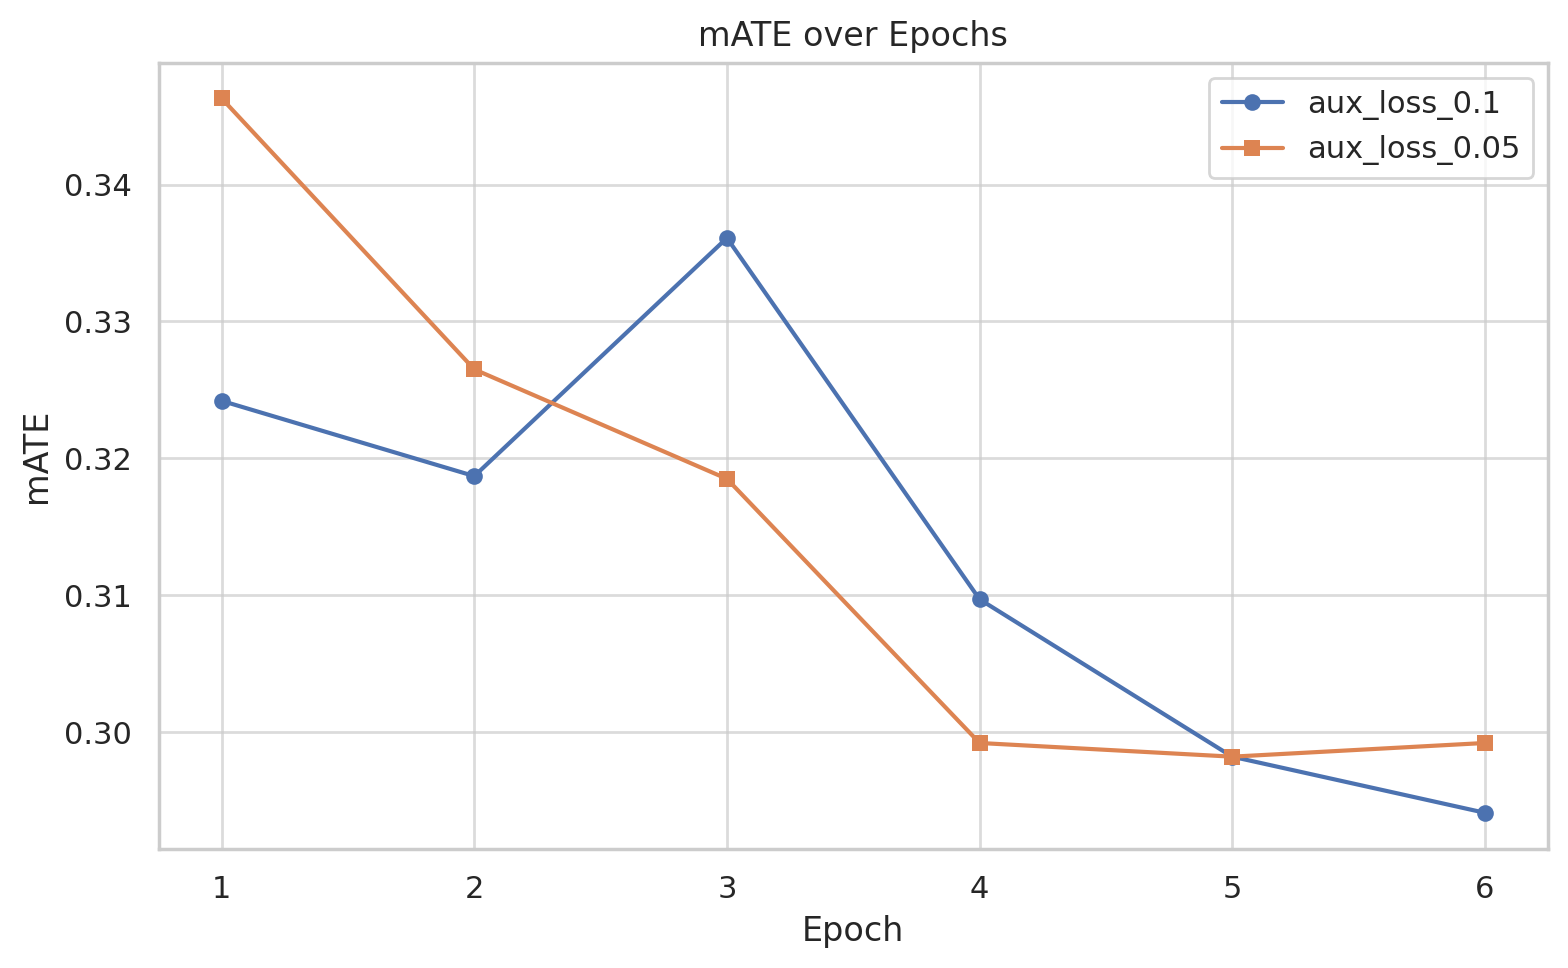 mATE over Epochs
aux_loss_0.1
aux_loss_0.05
mATE
0.34
0.33
0.32
0.31
0.30
1 2 3 4 5 6
Epoch